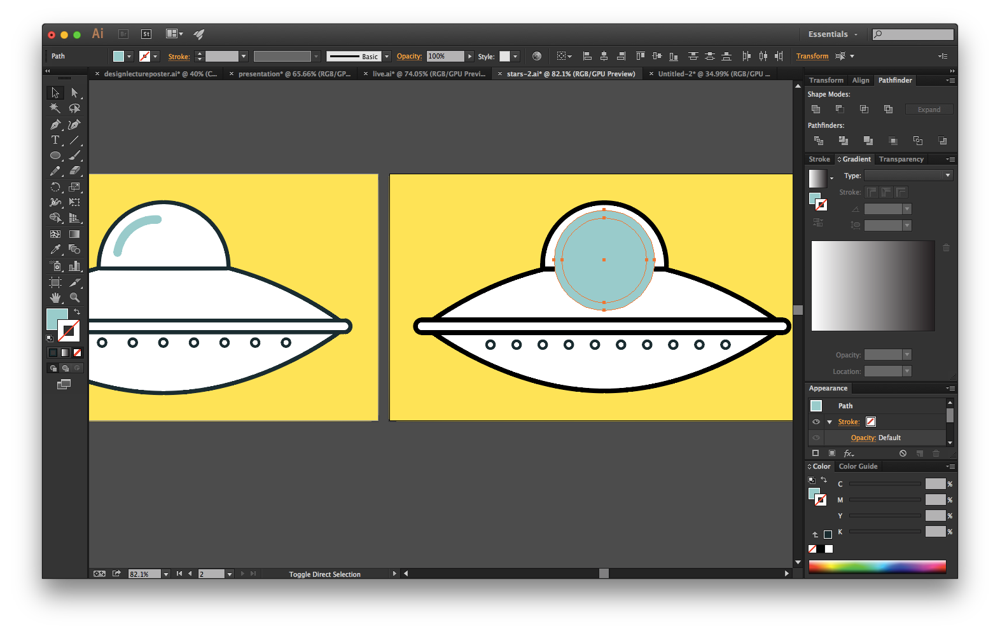 Ai Br St Essentials
Path Stroke: Basic Opacity: 100% Style: Transform
designlectureposter.ai* @ 40% (C... presentation* @ 65.66% (RGB/GP... live.ai* @ 74.05% (RGB/GPU Previ... stars-2.ai* @ 82.1% (RGB/GPU Preview) Untitled-2* @ 34.99% (RGB/GPU ...
Transform Align Pathfinder
Shape Modes:
Expand
Pathfinders:
Stroke Gradient Transparency
Type:
Stroke:
Opacity:
Location:
Appearance
Path
Stroke:
Opacity: Default
fx
Color Color Guide
C %
M %
Y %
K %
T
82.1% 2 Toggle Direct Selection